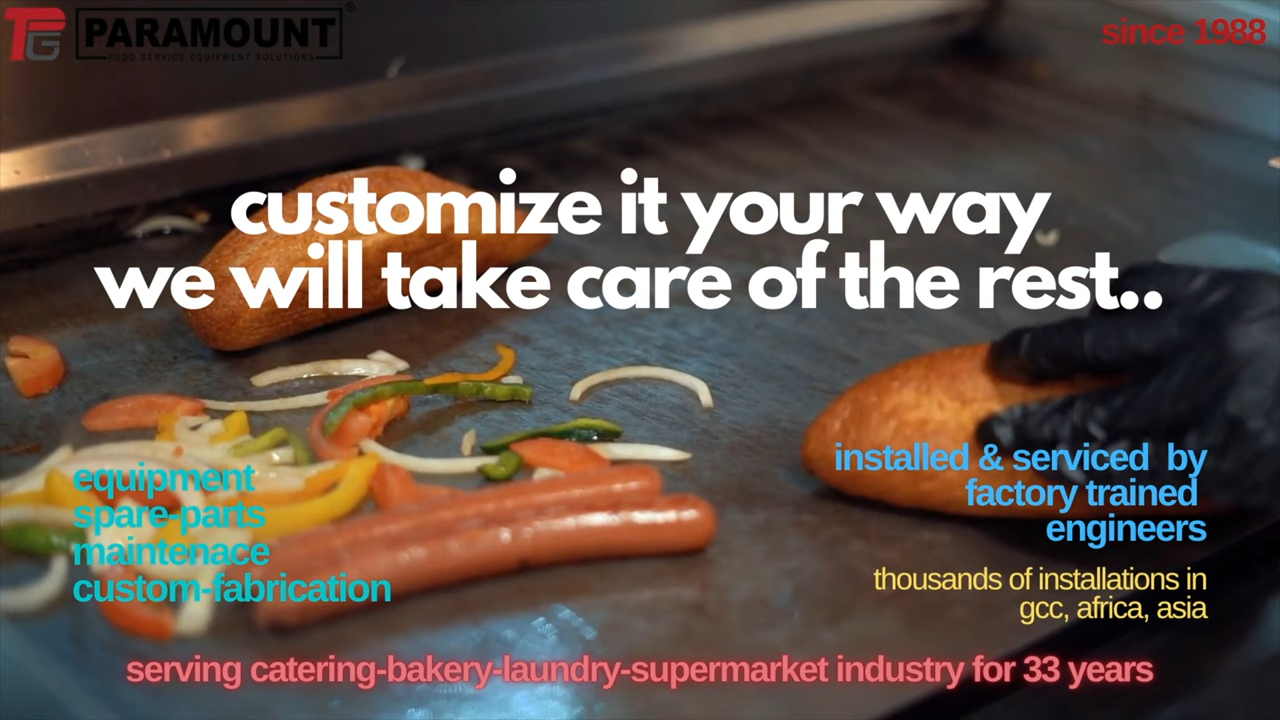 PG PARAMOUNT®
FOOD SERVICE EQUIPMENT SOLUTIONS
since 1988
customize it your way
we will take care of the rest..
equipment
spare-parts
maintenace
custom-fabrication
installed & serviced by
factory trained
engineers
thousands of installations in
gcc, africa, asia
serving catering-bakery-laundry-supermarket industry for 33 years